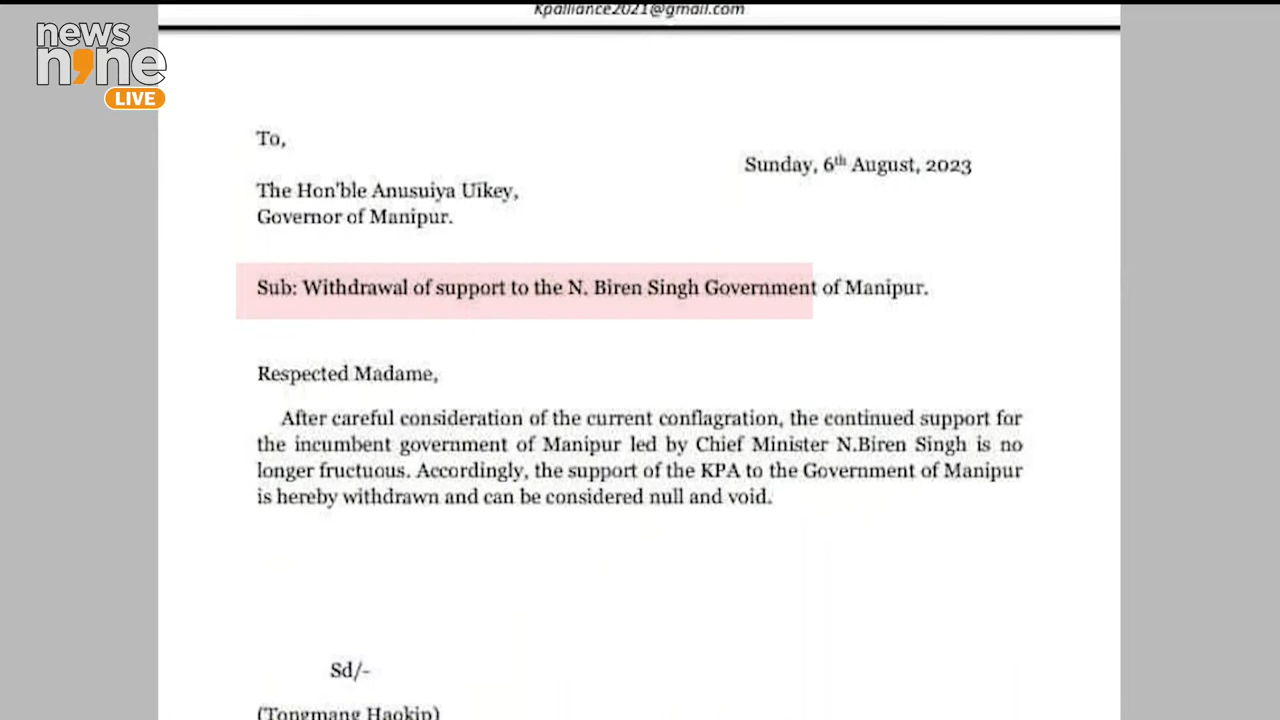 news
nine
LIVE
Kpalliance2021@gmail.com
To,
Sunday, 6th August, 2023
The Hon'ble Anusuiya Uikey,
Governor of Manipur.
Sub: Withdrawal of support to the N. Biren Singh Government of Manipur.
Respected Madame,
After careful consideration of the current conflagration, the continued support for
the incumbent government of Manipur led by Chief Minister N.Biren Singh is no
longer fructuous. Accordingly, the support of the KPA to the Government of Manipur
is hereby withdrawn and can be considered null and void.
Sd/-
(Tongmang Haokip)